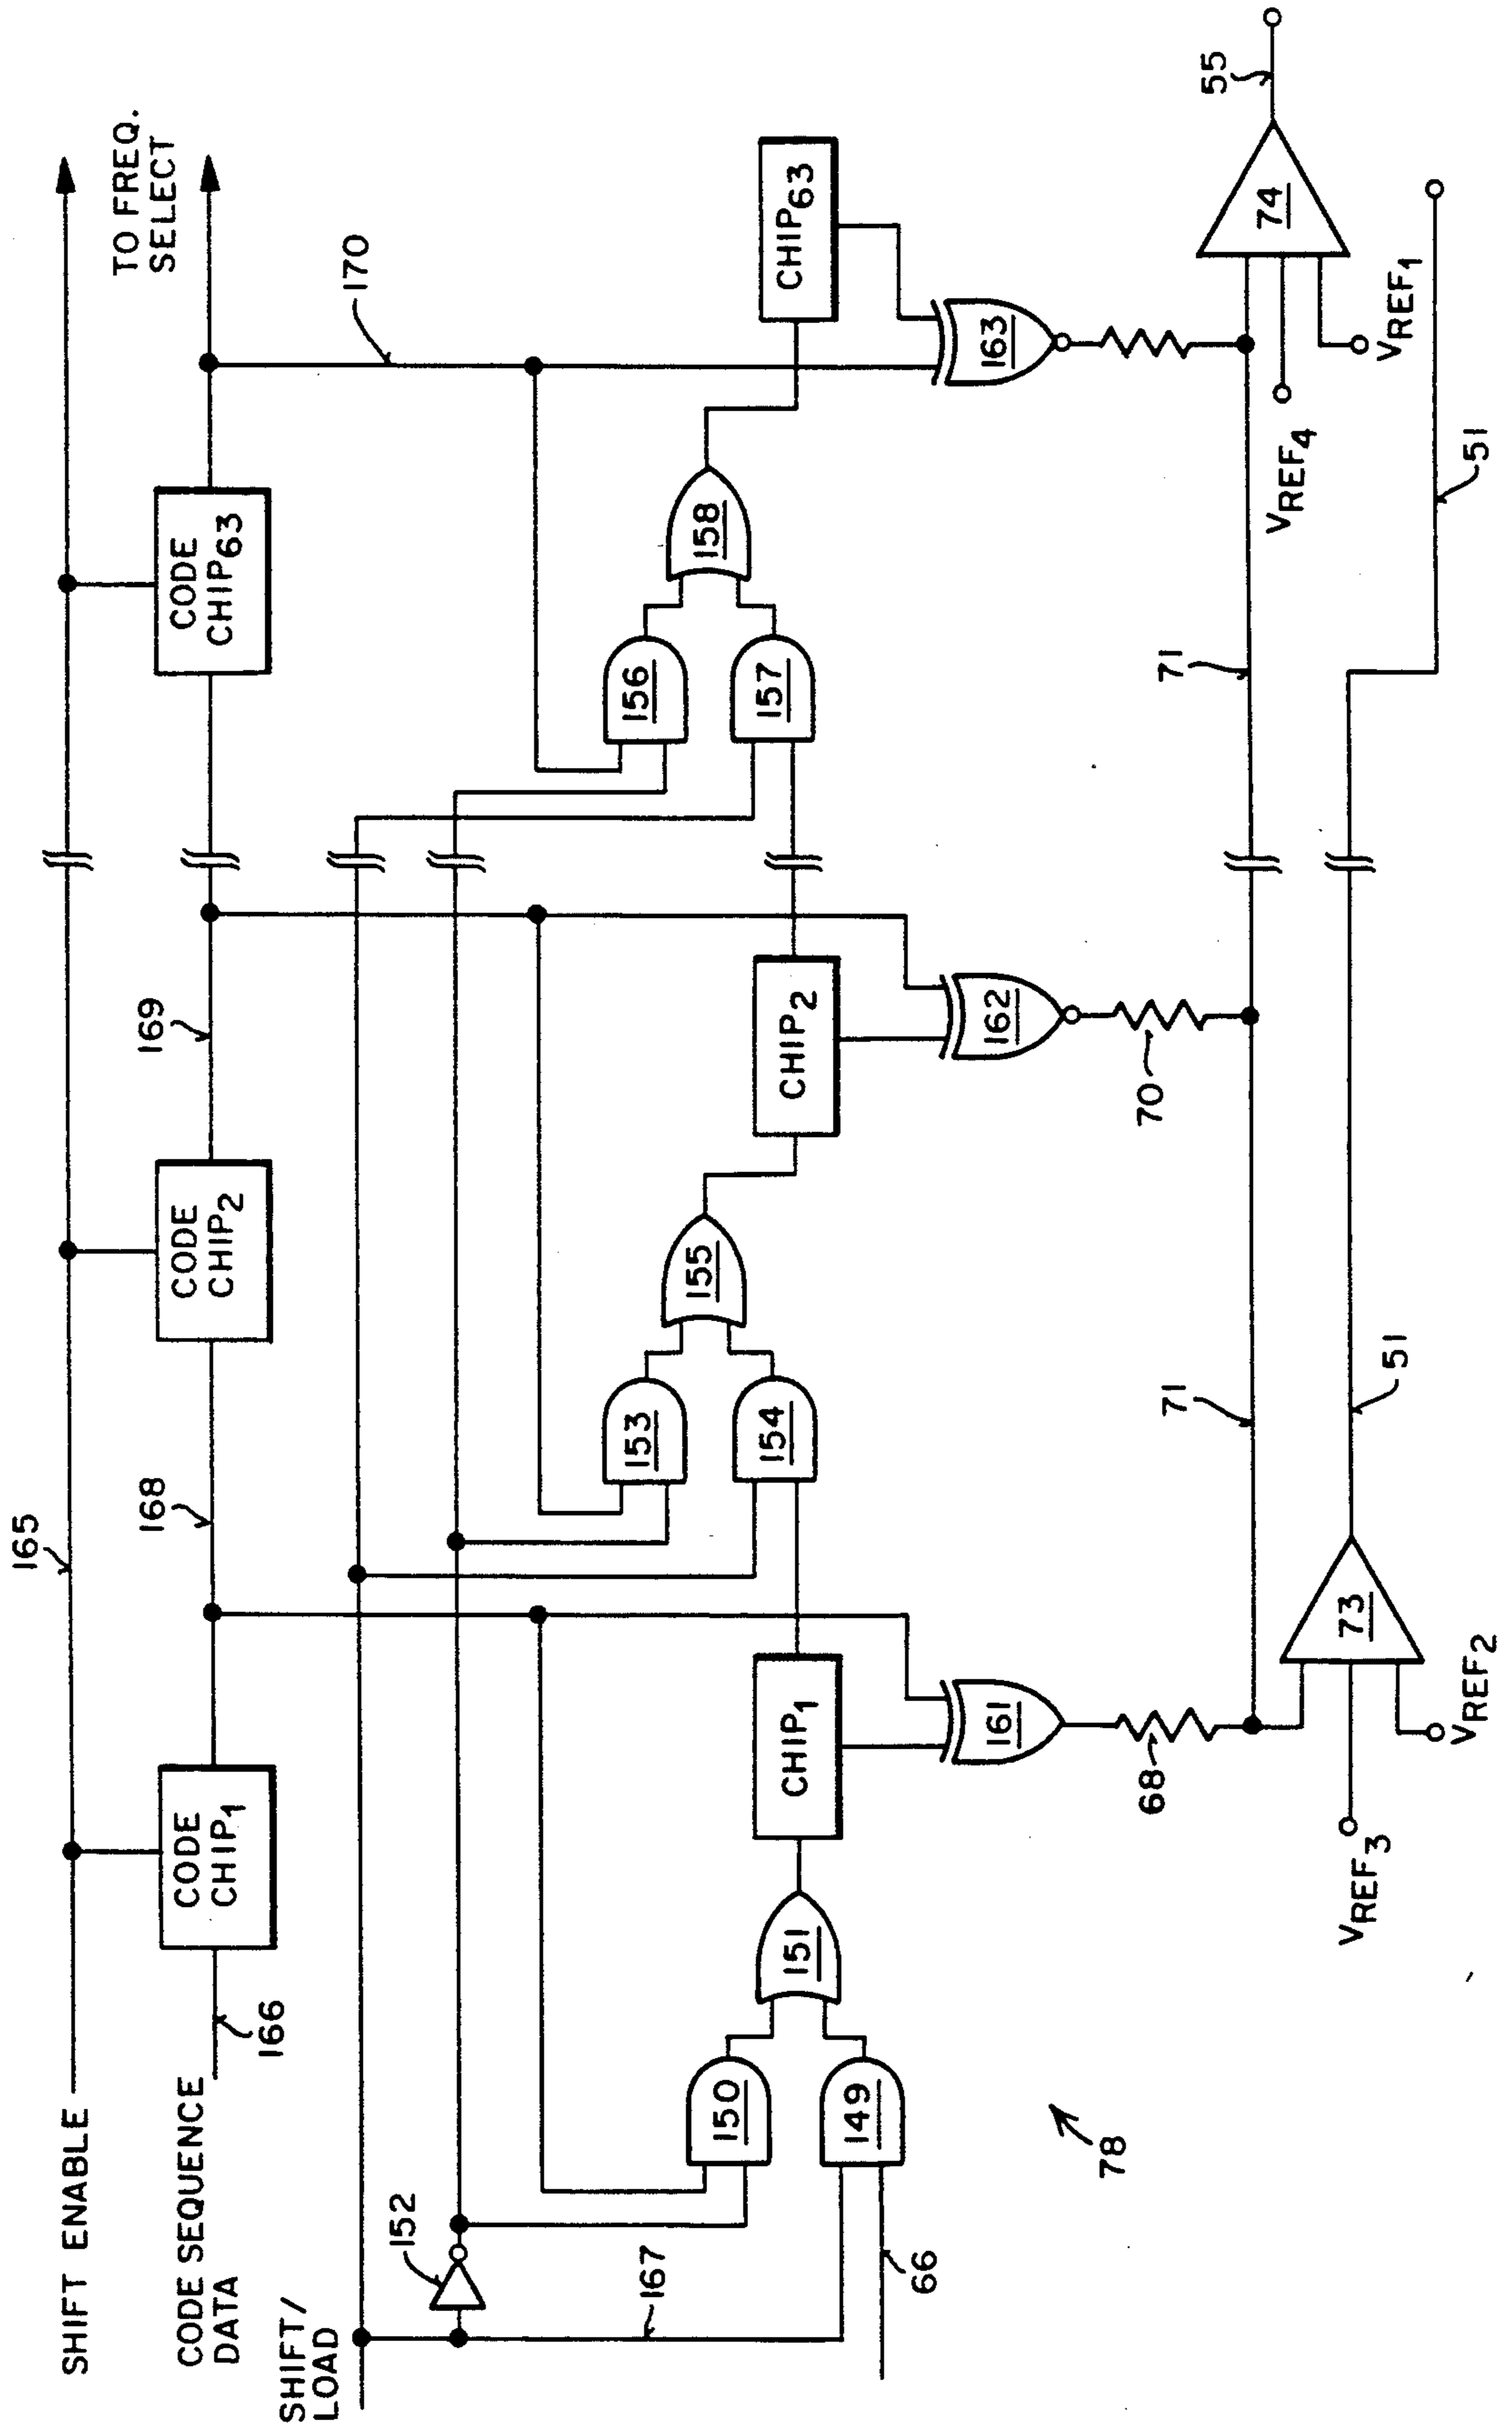 SHIFT ENABLE
165
TO FREQ.
SELECT
CODE SEQUENCE
DATA
166
CODE
CHIP1
168
CODE
CHIP2
169
CODE
CHIP63
170
SHIFT/
LOAD
152
167
66
150
149
151
CHIP1
153
154
155
CHIP2
156
157
158
CHIP63
161
162
163
68
70
71
71
73
74
55
51
51
VREF3
VREF2
VREF4
VREF1
78